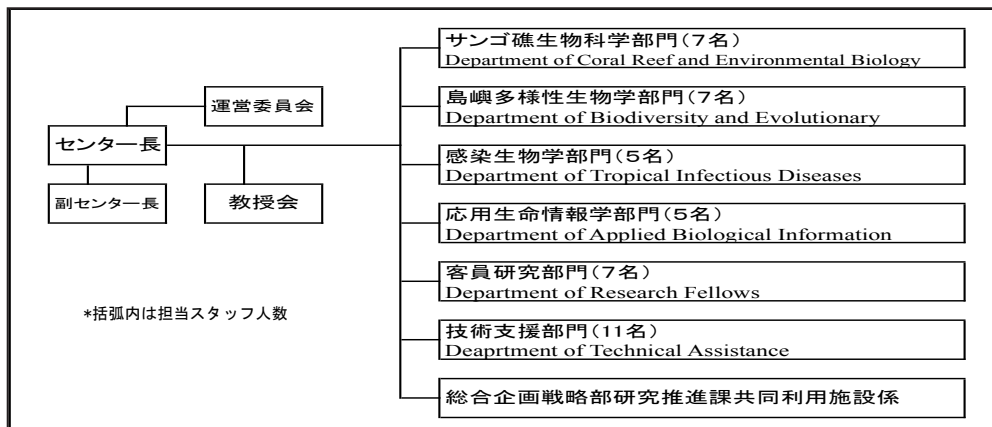 サンゴ礁生物科学部門(7名)
Department of Coral Reef and Environmental Biology
運営委員会
島嶼多様性生物学部門(7名)
Department of Biodiversity and Evolutionary
センター長
感染生物学部門(5名)
Department of Tropical Infectious Diseases
副センター長
教授会
応用生命情報学部門(5名)
Department of Applied Biological Information
客員研究部門(7名)
Department of Research Fellows
*括弧内は担当スタッフ人数
技術支援部門(11名)
Deaprtment of Technical Assistance
総合企画戦略部研究推進課共同利用施設係